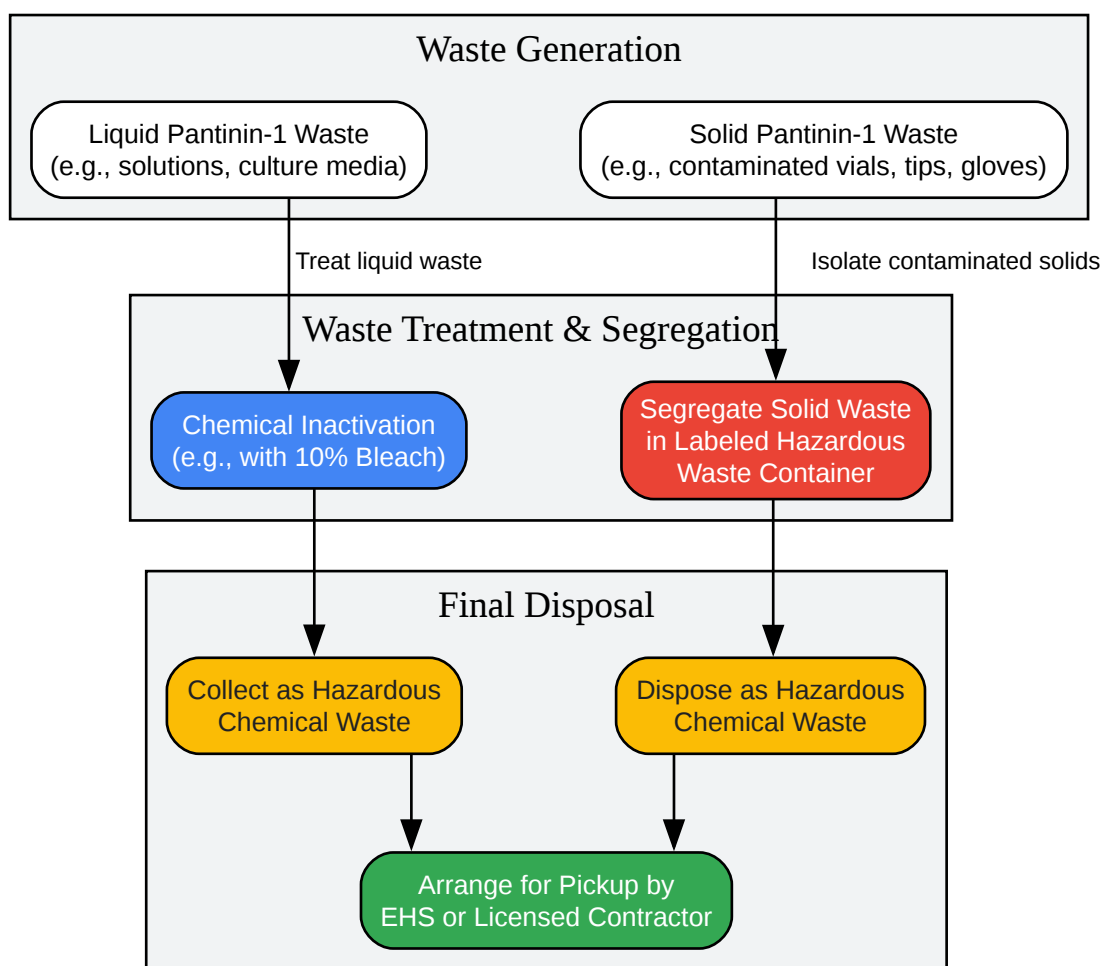 Waste Generation
Liquid Pantinin-1 Waste
(e.g., solutions, culture media)
Solid Pantinin-1 Waste
(e.g., contaminated vials, tips, gloves)
Treat liquid waste
Isolate contaminated solids
Waste Treatment & Segregation
Chemical Inactivation
(e.g., with 10% Bleach)
Segregate Solid Waste
in Labeled Hazardous
Waste Container
Final Disposal
Collect as Hazardous
Chemical Waste
Dispose as Hazardous
Chemical Waste
Arrange for Pickup by
EHS or Licensed Contractor